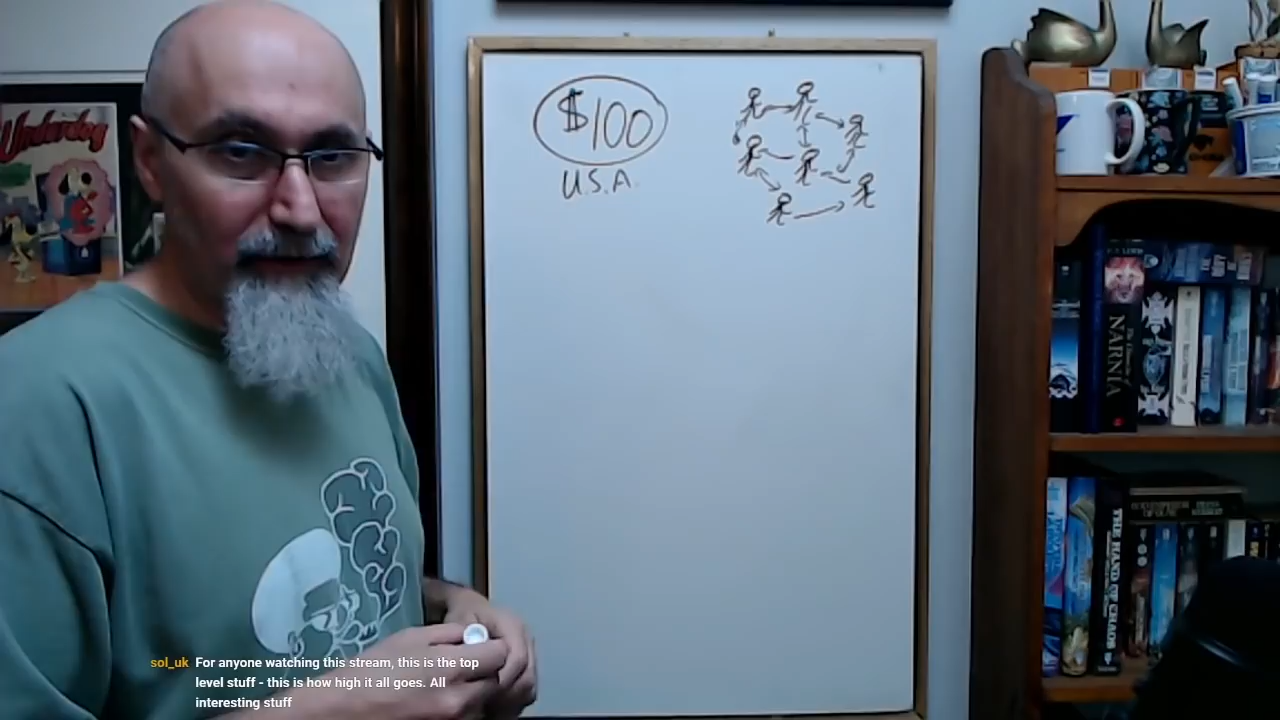 Underdog
$100
U.S.A.
NARNIA
THE HAND OF CHAOS
sol_uk For anyone watching this stream, this is the top
level stuff - this is how high it all goes. All
interesting stuff